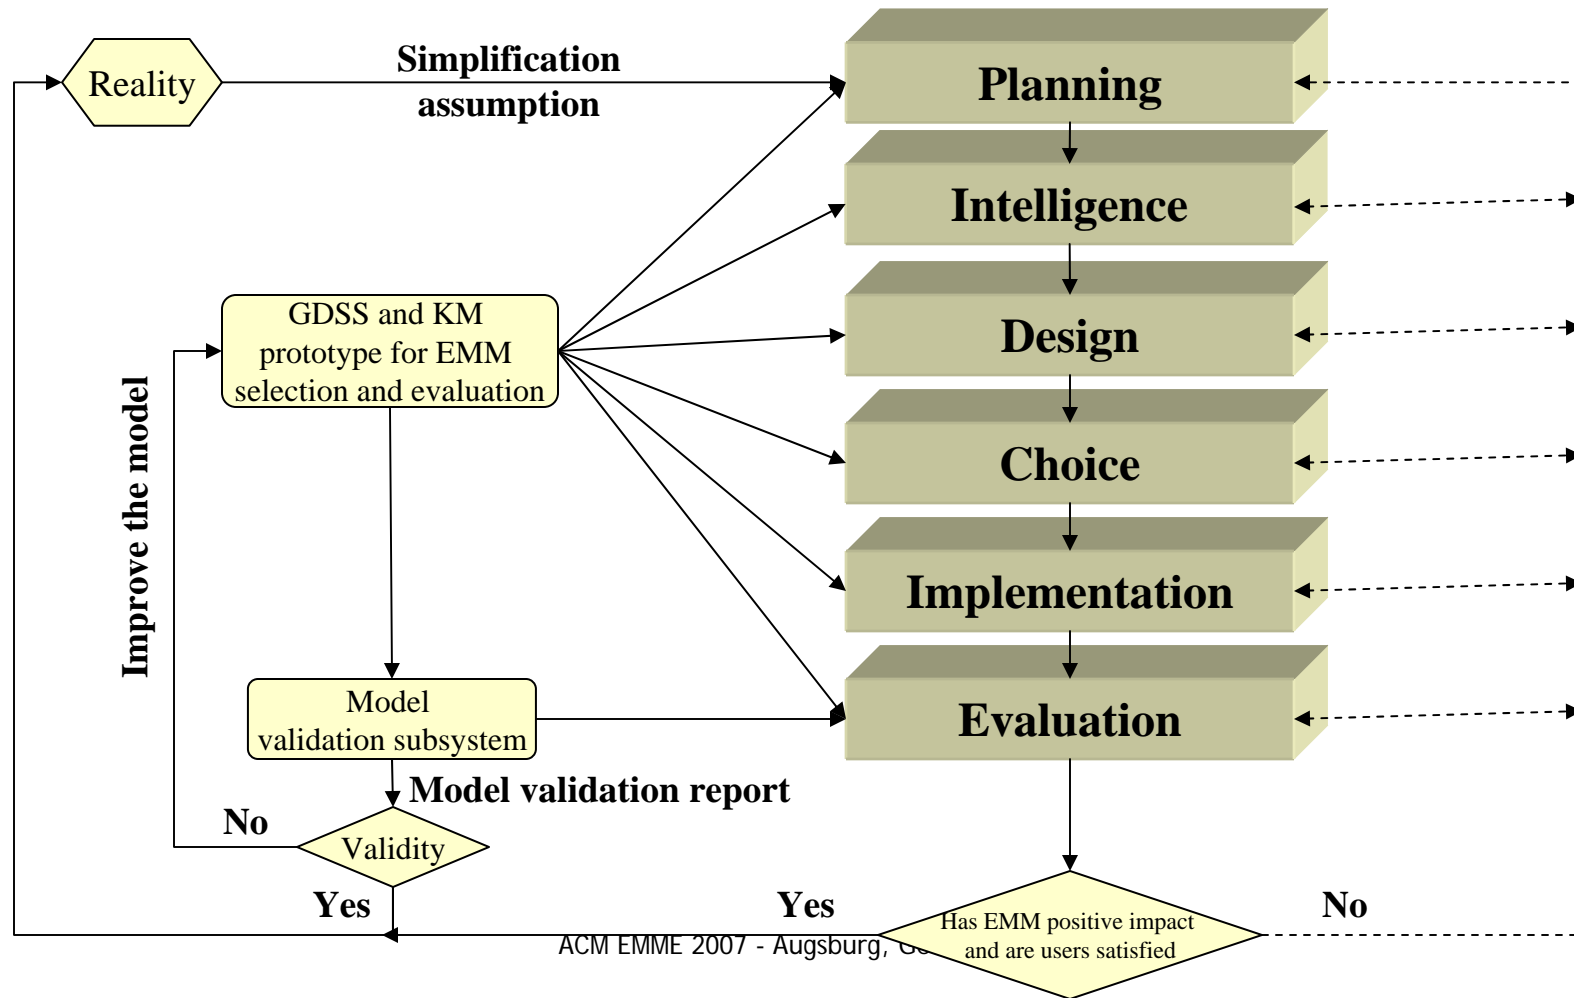 Reality
Simplification
assumption
Planning
Intelligence
GDSS and KM
prototype for EMM
selection and evaluation
Design
Improve the model
Choice
Implementation
Model
validation subsystem
Evaluation
Model validation report
No
Validity
Yes
Yes
Has EMM positive impact
and are users satisfied
No
ACM EMME 2007 - Augsburg,